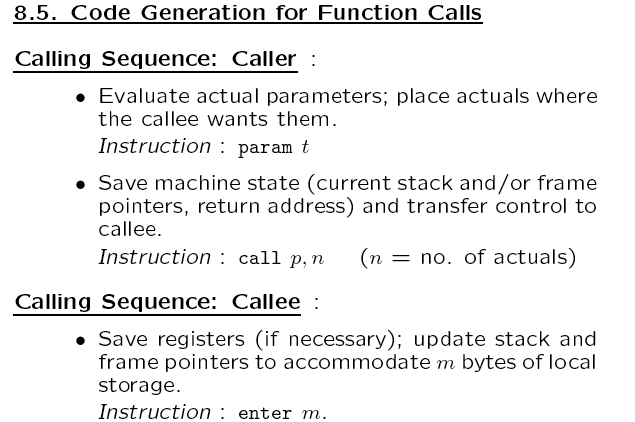 8.5. Code Generation for Function Calls
Calling Sequence: Caller :
• Evaluate actual parameters; place actuals where
the callee wants them.
Instruction : param t
• Save machine state (current stack and/or frame
pointers, return address) and transfer control to
callee.
Instruction : call p, n (n = no. of actuals)
Calling Sequence: Callee :
• Save registers (if necessary); update stack and
frame pointers to accommodate m bytes of local
storage.
Instruction : enter m.